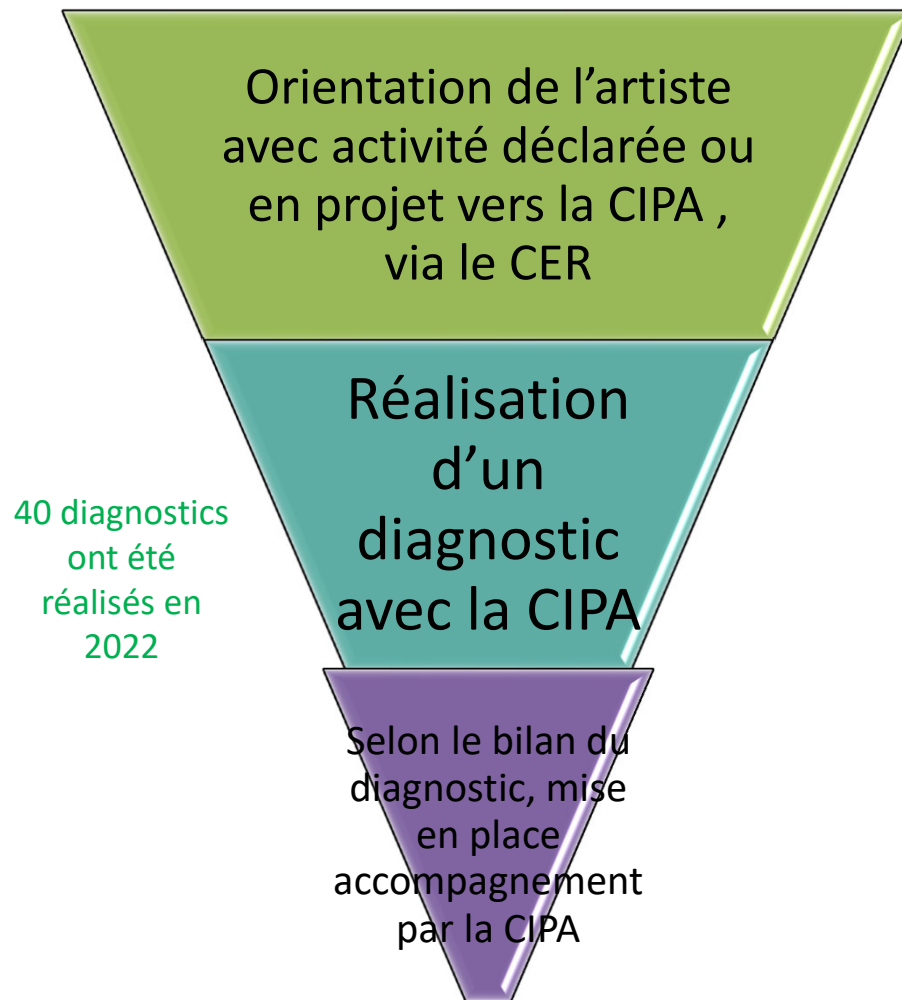 Orientation de l’artiste
avec activité déclarée ou
en projet vers la CIPA ,
via le CER
Réalisation
d’un
diagnostic
avec la CIPA
40 diagnostics
ont été
réalisés en
2022
Selon le bilan du
diagnostic, mise
en place
accompagnement
par la CIPA